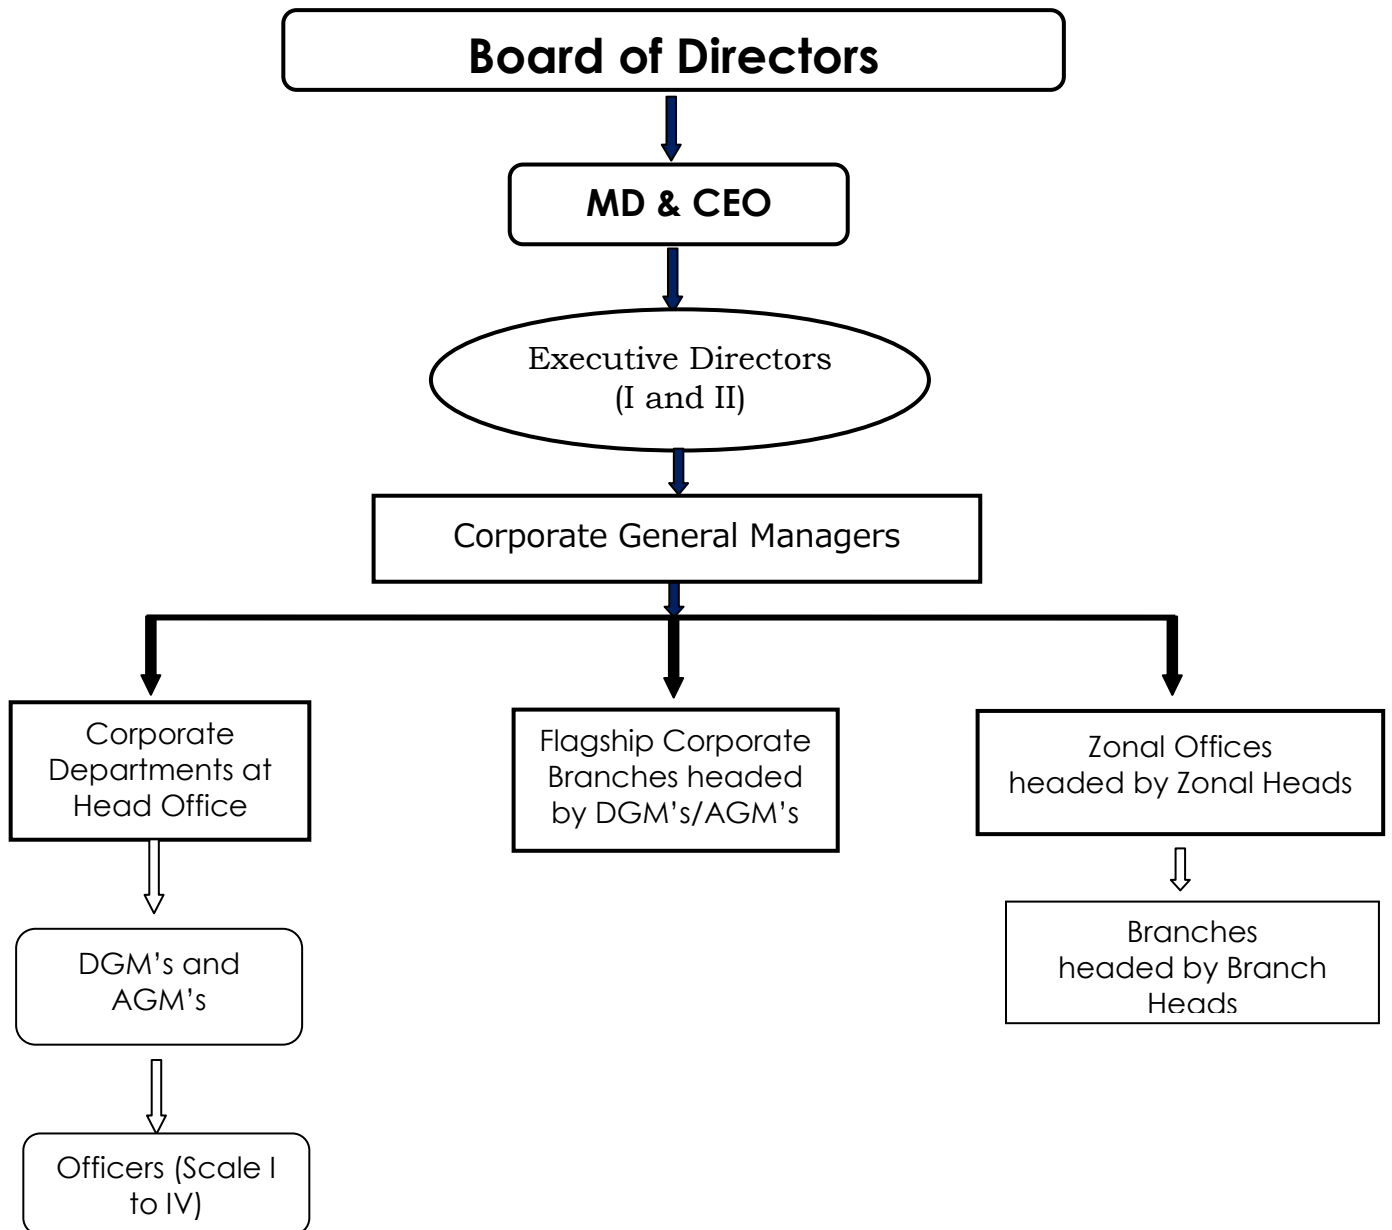 Board of Directors
MD & CEO
Executive Directors
(I and II)
Corporate General Managers
Corporate
Departments at
Head Office
Flagship Corporate
Branches headed
by DGM’s/AGM’s
Zonal Offices
headed by Zonal Heads
DGM’s and
AGM’s
Branches
headed by Branch
Heads
Officers (Scale I
to IV)